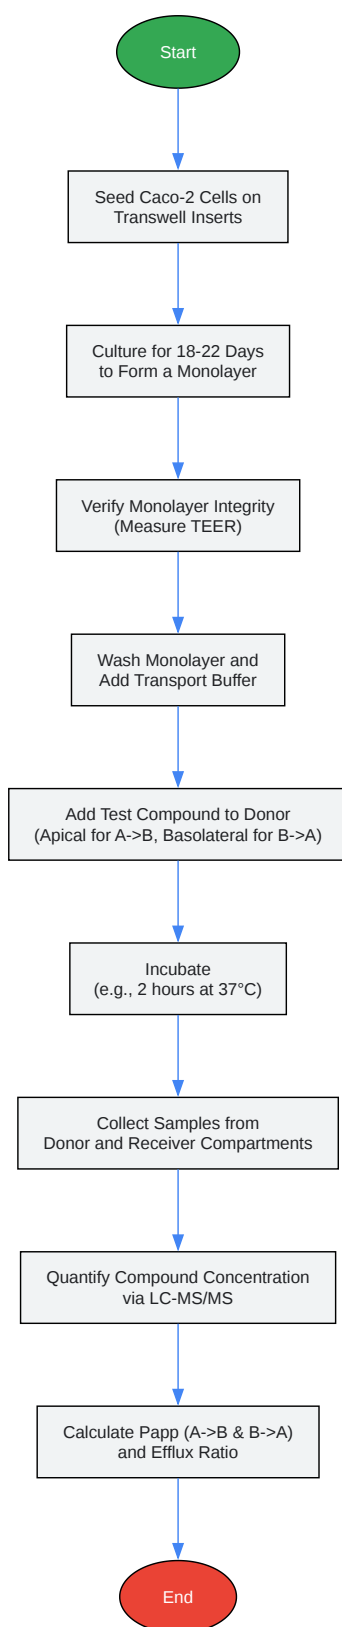 Start
Seed Caco-2 Cells on
Transwell Inserts
Culture for 18-22 Days
to Form a Monolayer
Verify Monolayer Integrity
(Measure TEER)
Wash Monolayer and
Add Transport Buffer
Add Test Compound to Donor
(Apical for A->B, Basolateral for B->A)
Incubate
(e.g., 2 hours at 37°C)
Collect Samples from
Donor and Receiver Compartments
Quantify Compound Concentration
via LC-MS/MS
Calculate Papp (A->B & B->A)
and Efflux Ratio
End